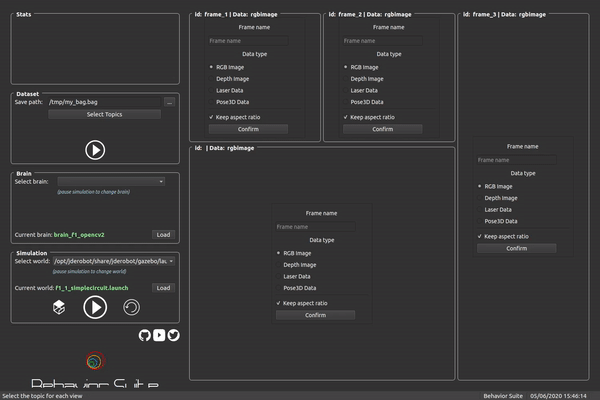 Stats
Dataset
Save path: /tmp/my_bag.bag ...
Select Topics
Brain
Select brain:
(pause simulation to change brain)
Current brain: brain_f1_opencv2 Load
Simulation
Select world: /opt/jderobot/share/jderobot/gazebo/lau
(pause simulation to change world)
Current world: f1_1_simplecircuit.launch Load
Behavior Suite
id: frame_1 | Data: rgbimage
Frame name
Frame name
Data type
RGB Image
Depth Image
Laser Data
Pose3D Data
Keep aspect ratio
Confirm
id: frame_2 | Data: rgbimage
Frame name
Frame name
Data type
RGB Image
Depth Image
Laser Data
Pose3D Data
Keep aspect ratio
Confirm
id: frame_3 | Data: rgbimage
Frame name
Frame name
Data type
RGB Image
Depth Image
Laser Data
Pose3D Data
Keep aspect ratio
Confirm
id: | Data: rgbimage
Frame name
Frame name
Data type
RGB Image
Depth Image
Laser Data
Pose3D Data
Keep aspect ratio
Confirm
Select the topic for each view
Behavior Suite 05/06/2020 15:46:14